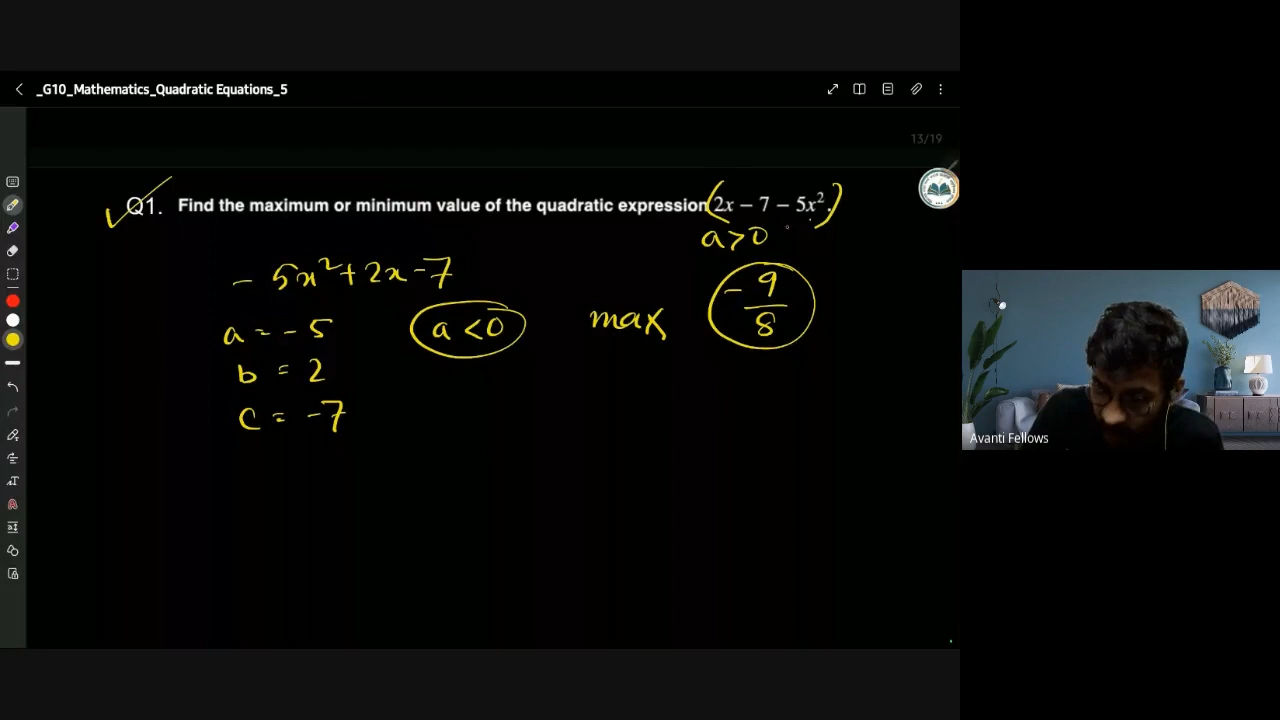 _G10_Mathematics_Quadratic Equations_5
13/19
Q1. Find the maximum or minimum value of the quadratic expression (2x − 7 − 5x².)
a>0
- 5x²+2x-7
a = -5 a<0 max -9/8
b = 2
c = -7
Avanti Fellows